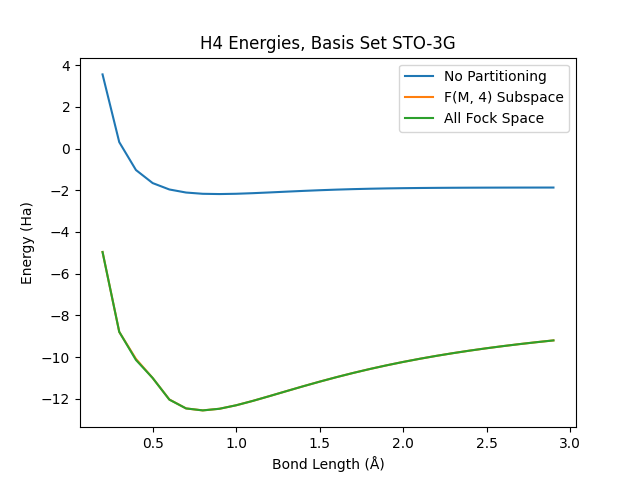 H4 Energies, Basis Set STO-3G
No Partitioning
F(M, 4) Subspace
All Fock Space
Energy (Ha)
4
2
0
−2
−4
−6
−8
−10
−12
0.5 1.0 1.5 2.0 2.5 3.0
Bond Length (Å)